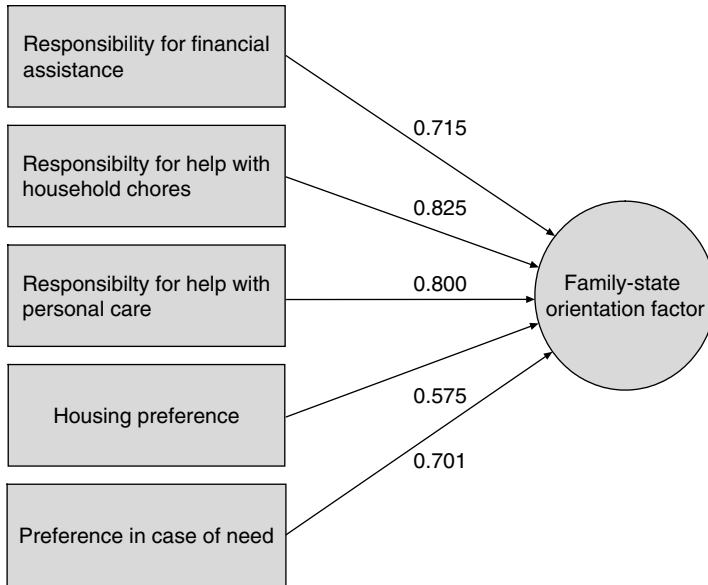 Responsibility for financial
assistance
0.715
Responsibilty for help with
household chores
0.825
Responsibilty for help with
personal care
0.800
Family-state
orientation factor
Housing preference
0.575
0.701
Preference in case of need